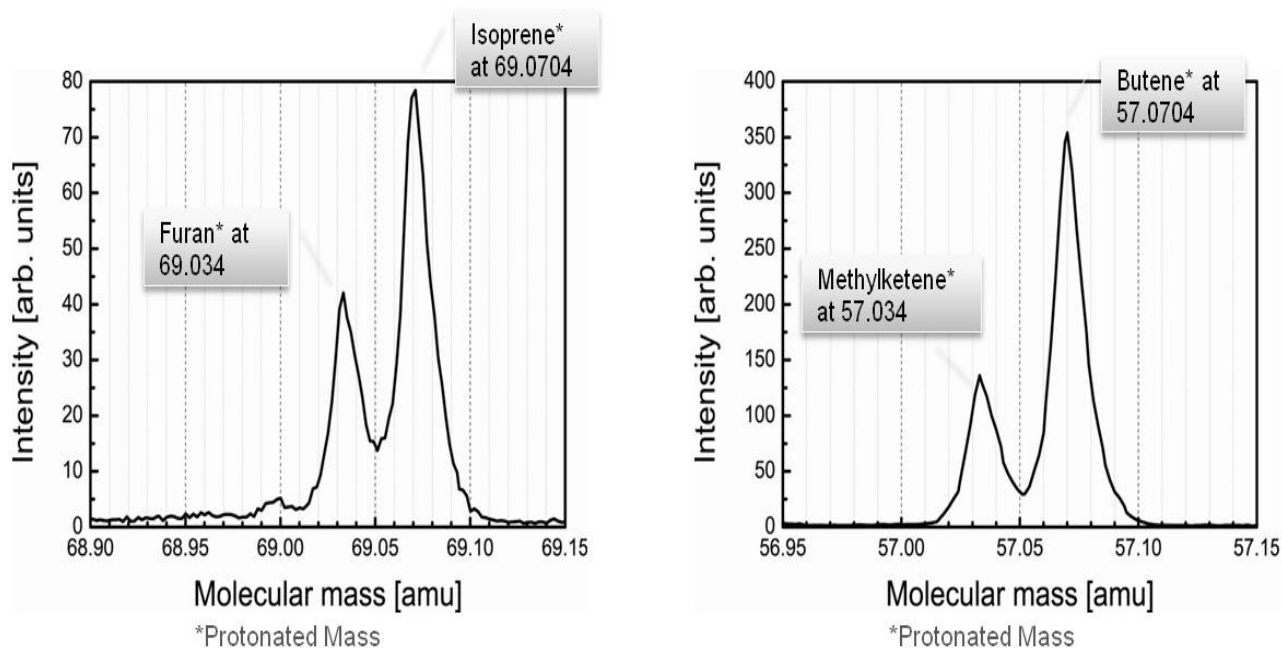 Isoprene*
at 69.0704
Furan* at
69.034
Intensity [arb. units]
80
70
60
50
40
30
20
10
0
68.90 68.95 69.00 69.05 69.10 69.15
Molecular mass [amu]
*Protonated Mass
Butene* at
57.0704
Methylketene*
at 57.034
Intensity [arb. units]
400
350
300
250
200
150
100
50
0
56.95 57.00 57.05 57.10 57.15
Molecular mass [amu]
*Protonated Mass